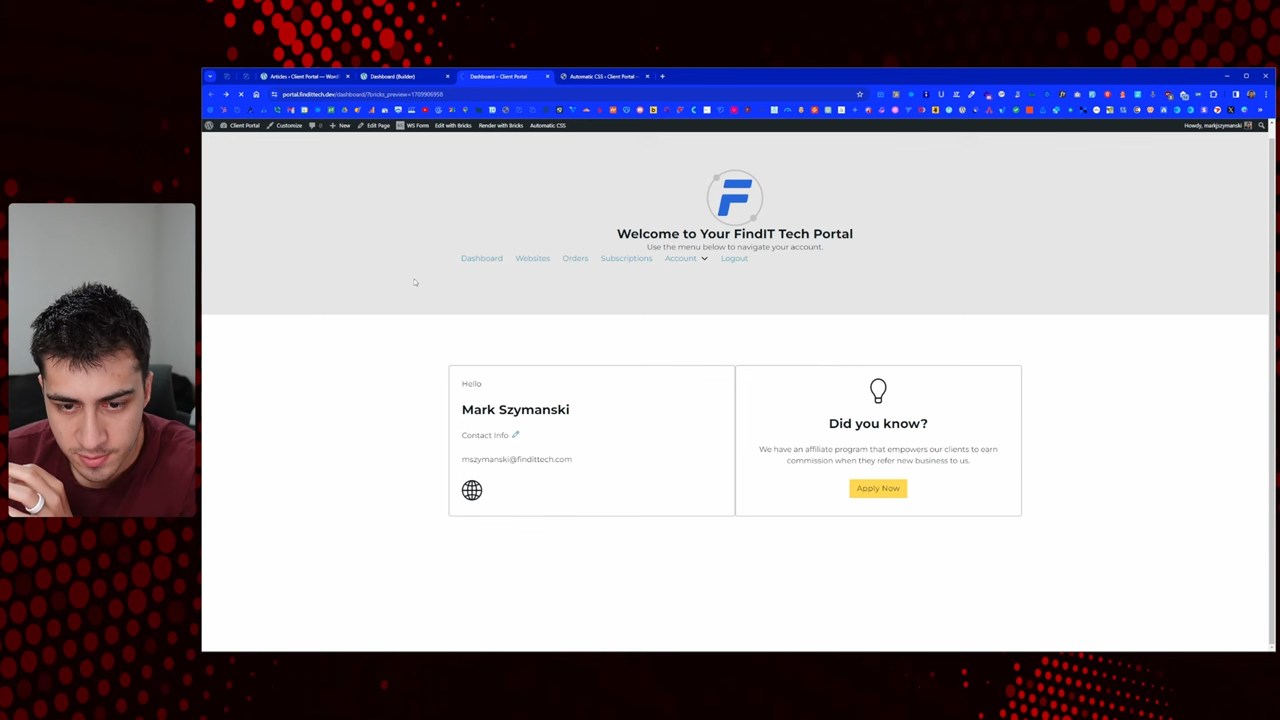 Articles ‹ Client Portal — Word
Dashboard (Builder)
Dashboard – Client Portal
Automatic CSS ‹ Client Portal —
portal.findittech.dev/dashboard/?bricks_preview=1709906958
Client Portal
Customize
0
New
Edit Page
WS Form
Edit with Bricks
Render with Bricks
Automatic CSS
Howdy, markjszymanski
Welcome to Your FindIT Tech Portal
Use the menu below to navigate your account.
Dashboard Websites Orders Subscriptions Account Logout
Hello
Mark Szymanski
Contact Info
mszymanski@findittech.com
Did you know?
We have an affiliate program that empowers our clients to earn
commission when they refer new business to us.
Apply Now